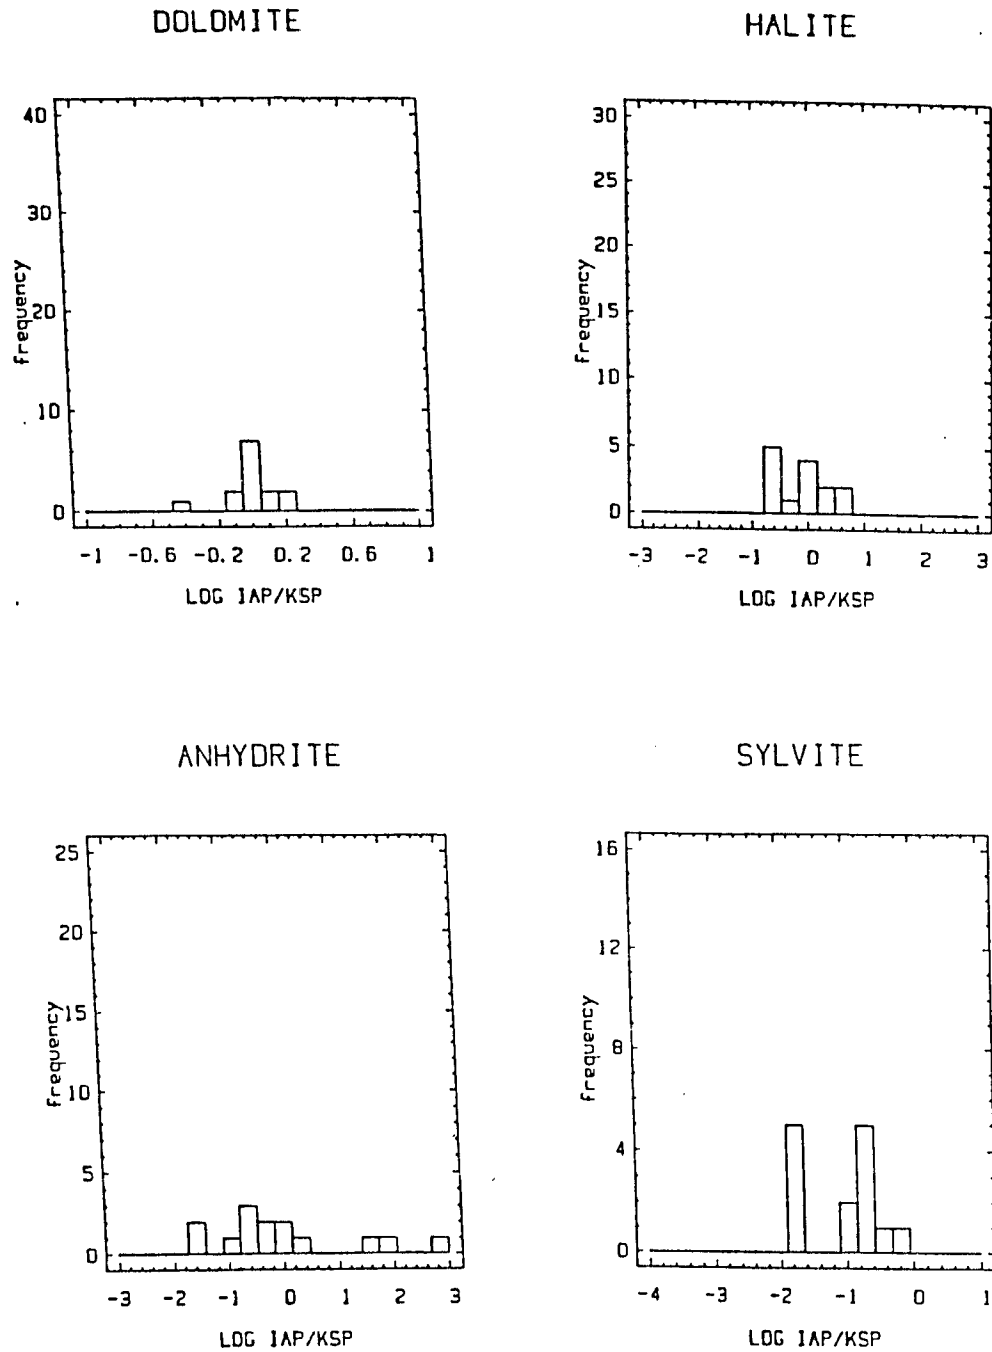 DOLOMITE
40
30
20
10
0
frequency
-1 -0.6 -0.2 0.2 0.6 1
LOG IAP/KSP
HALITE
30
25
20
15
10
5
0
frequency
-3 -2 -1 0 1 2 3
LOG IAP/KSP
ANHYDRITE
25
20
15
10
5
0
frequency
-3 -2 -1 0 1 2 3
LOG IAP/KSP
SYLVITE
16
12
8
4
0
frequency
-4 -3 -2 -1 0 1
LOG IAP/KSP